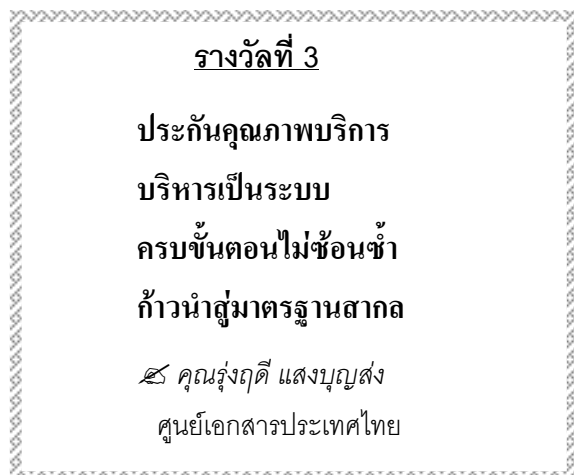 รางวัลที่ 3
ประกันคุณภาพบริการ
บริหารเป็นระบบ
ครบขั้นตอนไม่ซ้อนซ้ำ
ก้าวนำสู่มาตรฐานสากล
คุณรุ่งฤดี แสงบุญส่ง
ศูนย์เอกสารประเทศไทย